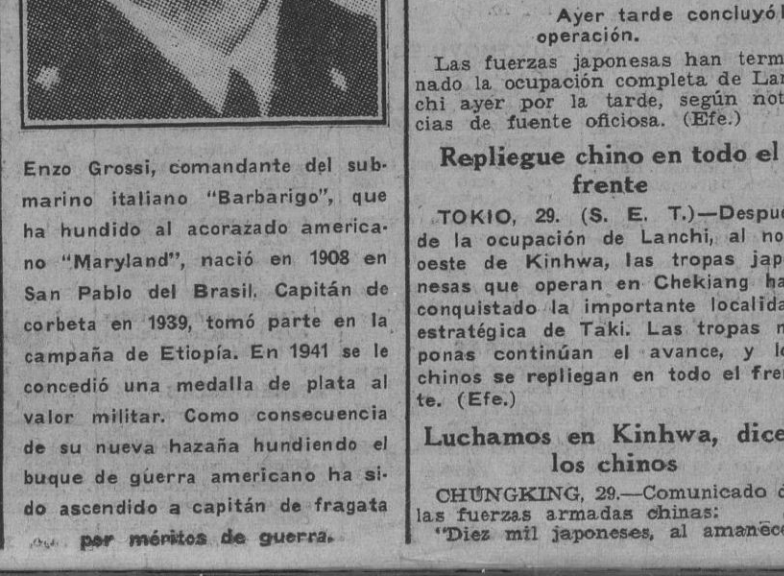 Enzo Grossi, comandante del sub-
marino italiano "Barbarigo", que
ha hundido al acorazado america-
no "Maryland", nació en 1908 en
San Pablo del Brasil. Capitán de
corbeta en 1939, tomó parte en la
campaña de Etiopía. En 1941 se le
concedió una medalla de plata al
valor militar. Como consecuencia
de su nueva hazaña hundiendo el
buque de guerra americano ha si-
do ascendido a capitán de fragata
por méritos de guerra.
Ayer tarde concluyó l
operación.
Las fuerzas japonesas han term
nado la ocupación completa de Lan
chi ayer por la tarde, según not
cias de fuente oficiosa. (Efe.)
Repliegue chino en todo el
frente
TOKIO, 29. (S. E. T.)—Despué
de la ocupación de Lanchi, al no
oeste de Kinhwa, las tropas jap
nesas que operan en Chekiang ha
conquistado la importante localida
estratégica de Taki. Las tropas n
ponas continúan el avance, y lo
chinos se repliegan en todo el fren
te. (Efe.)
Luchamos en Kinhwa, dice
los chinos
CHUNGKING, 29.—Comunicado d
las fuerzas armadas chinas:
"Diez mil japoneses, al amanece